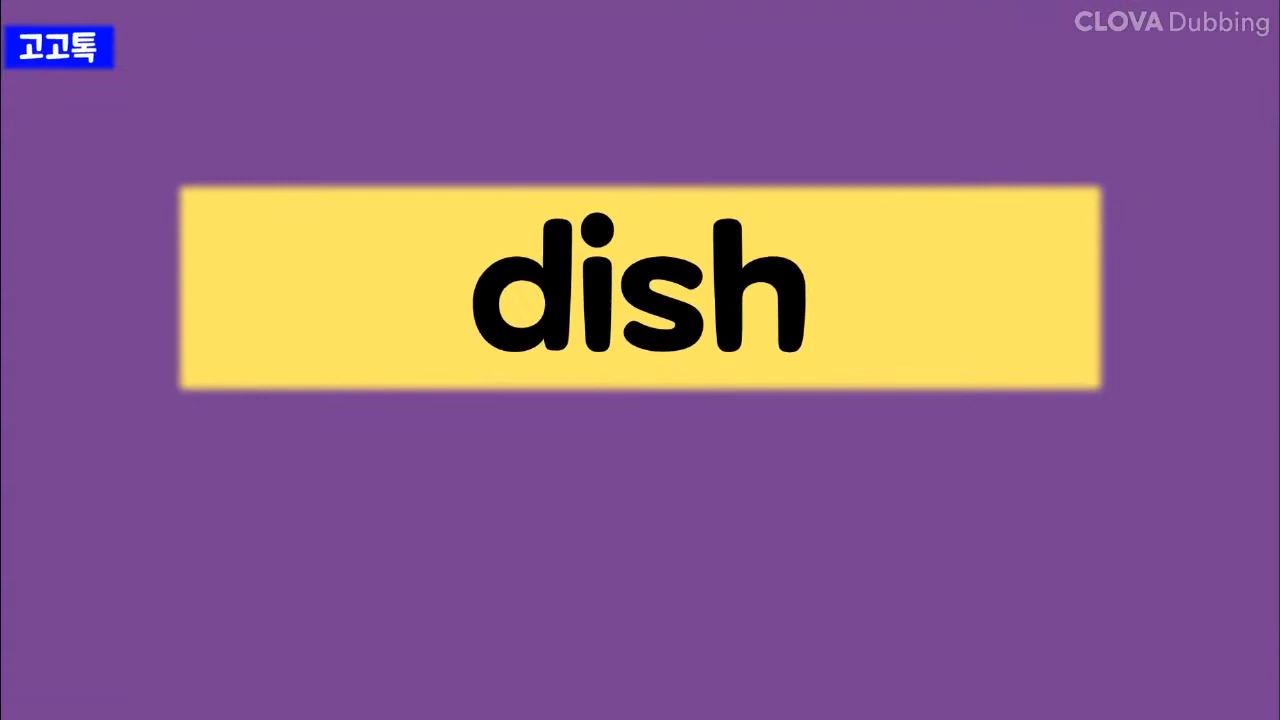 CLOVA Dubbing
고고톡
dish